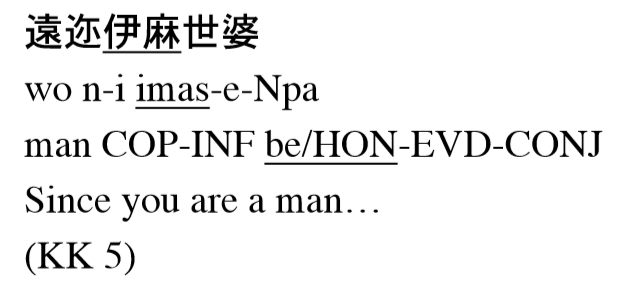 遠迩伊麻世婆
wo n-i imas-e-Npa
man COP-INF be/HON-EVD-CONJ
Since you are a man…
(KK 5)